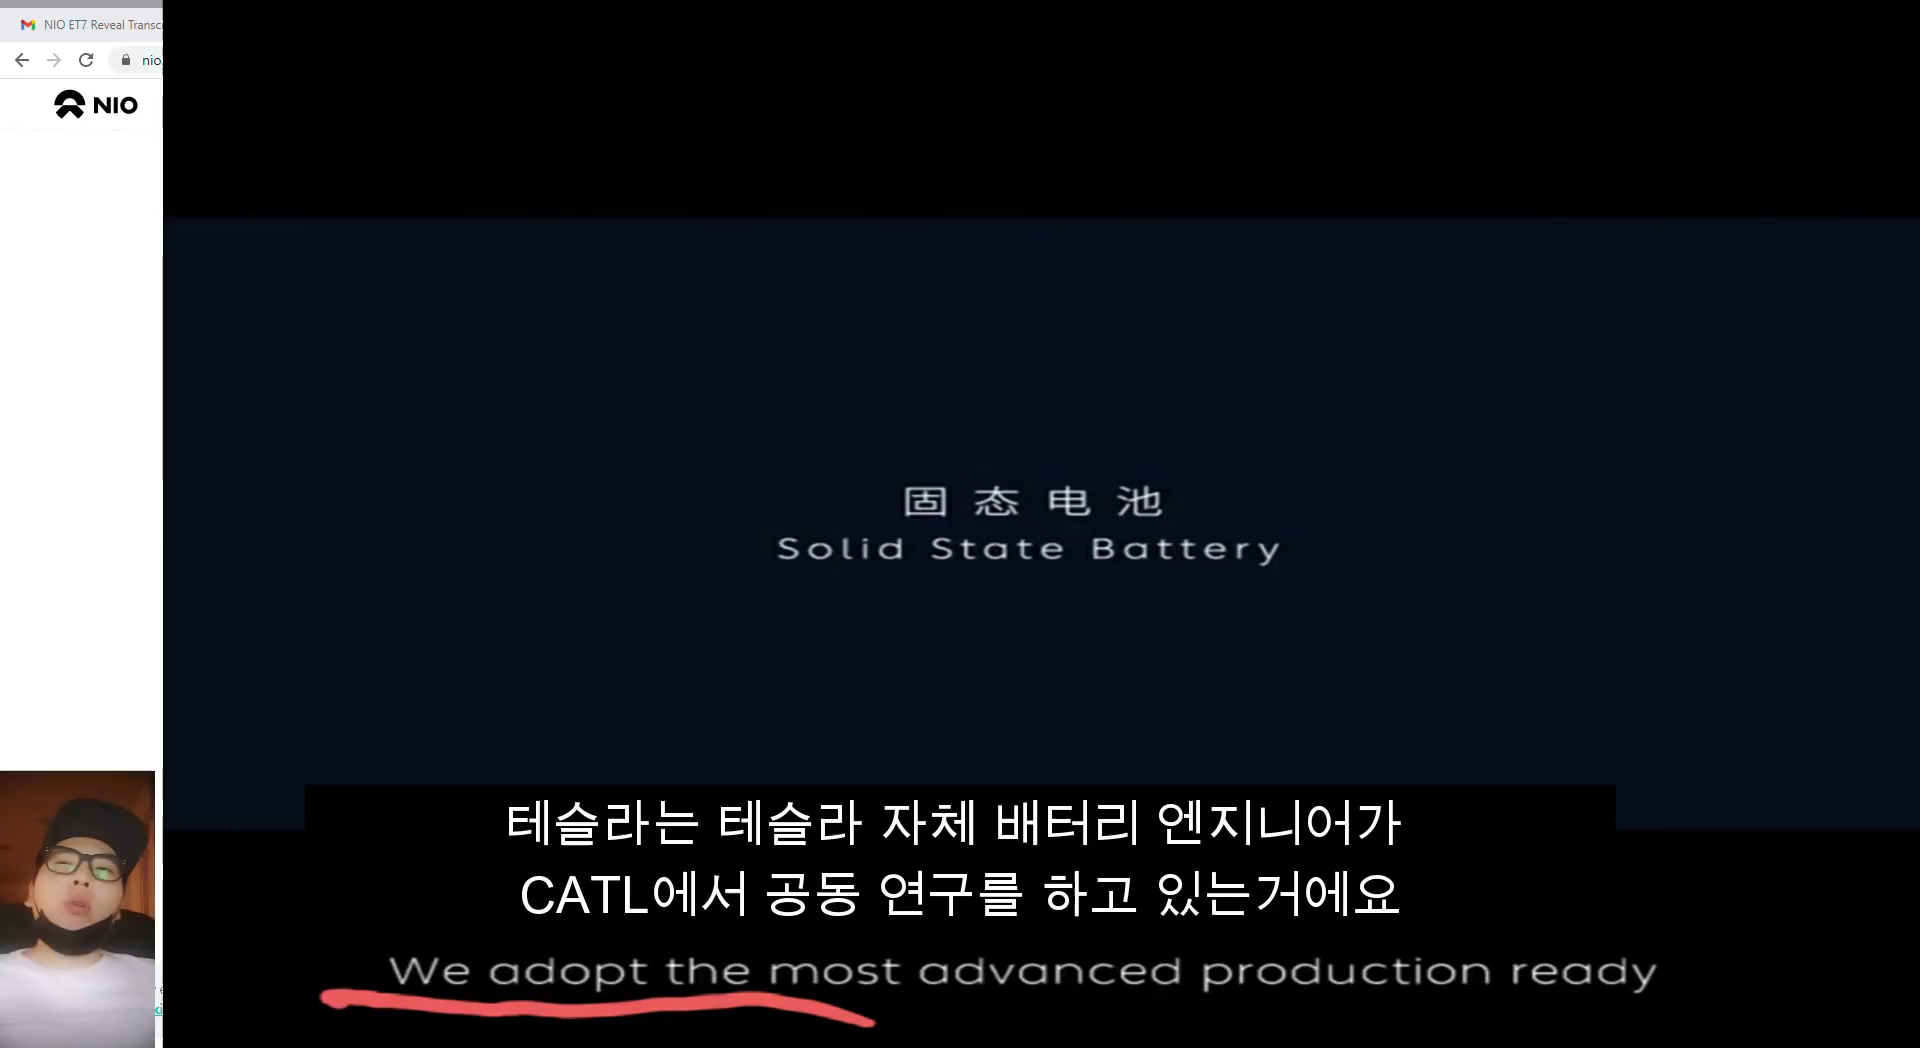 NIO ET7 Reveal Transc
nio
NIO
固态电池
Solid State Battery
테슬라는 테슬라 자체 배터리 엔지니어가
CATL에서 공동 연구를 하고 있는거에요
We adopt the most advanced production ready